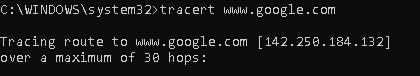 C:\WINDOWS\system32>tracert www.google.com
Tracing route to www.google.com [142.250.184.132]
over a maximum of 30 hops: